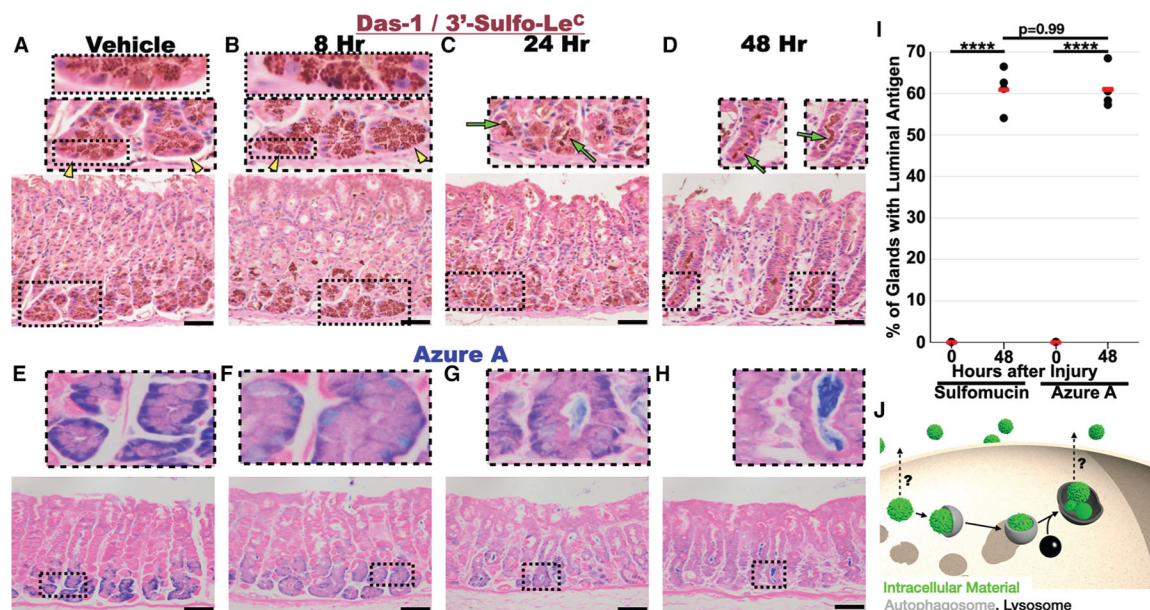 Das-1 / 3'-Sulfo-Leᶜ
A Vehicle B 8 Hr C 24 Hr D 48 Hr
Azure A
E F G H
I
p=0.99
**** ****
% of Glands with Luminal Antigen
70
60
50
40
30
20
10
0
0 48 0 48
Hours after Injury
Sulfomucin Azure A
J
? ?
Intracellular Material
Autophagosome, Lysosome